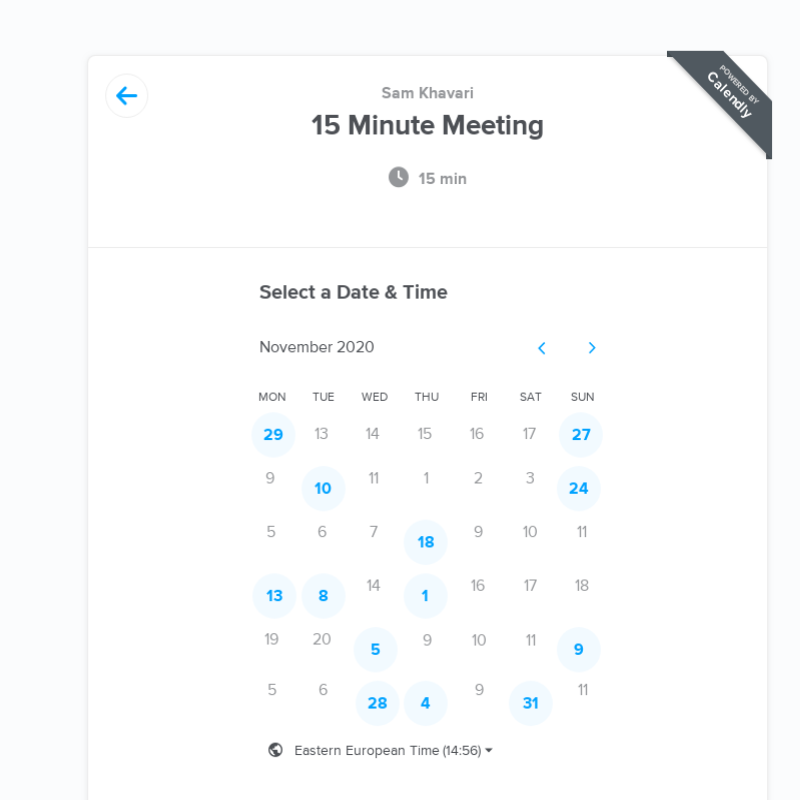 POWERED BY
Calendly
Sam Khavari
15 Minute Meeting
15 min
Select a Date & Time
November 2020
MON TUE WED THU FRI SAT SUN
29 13 14 15 16 17 27
9 10 11 1 2 3 24
5 6 7 18 9 10 11
13 8 14 1 16 17 18
19 20 5 9 10 11 9
5 6 28 4 9 31 11
Eastern European Time (14:56)